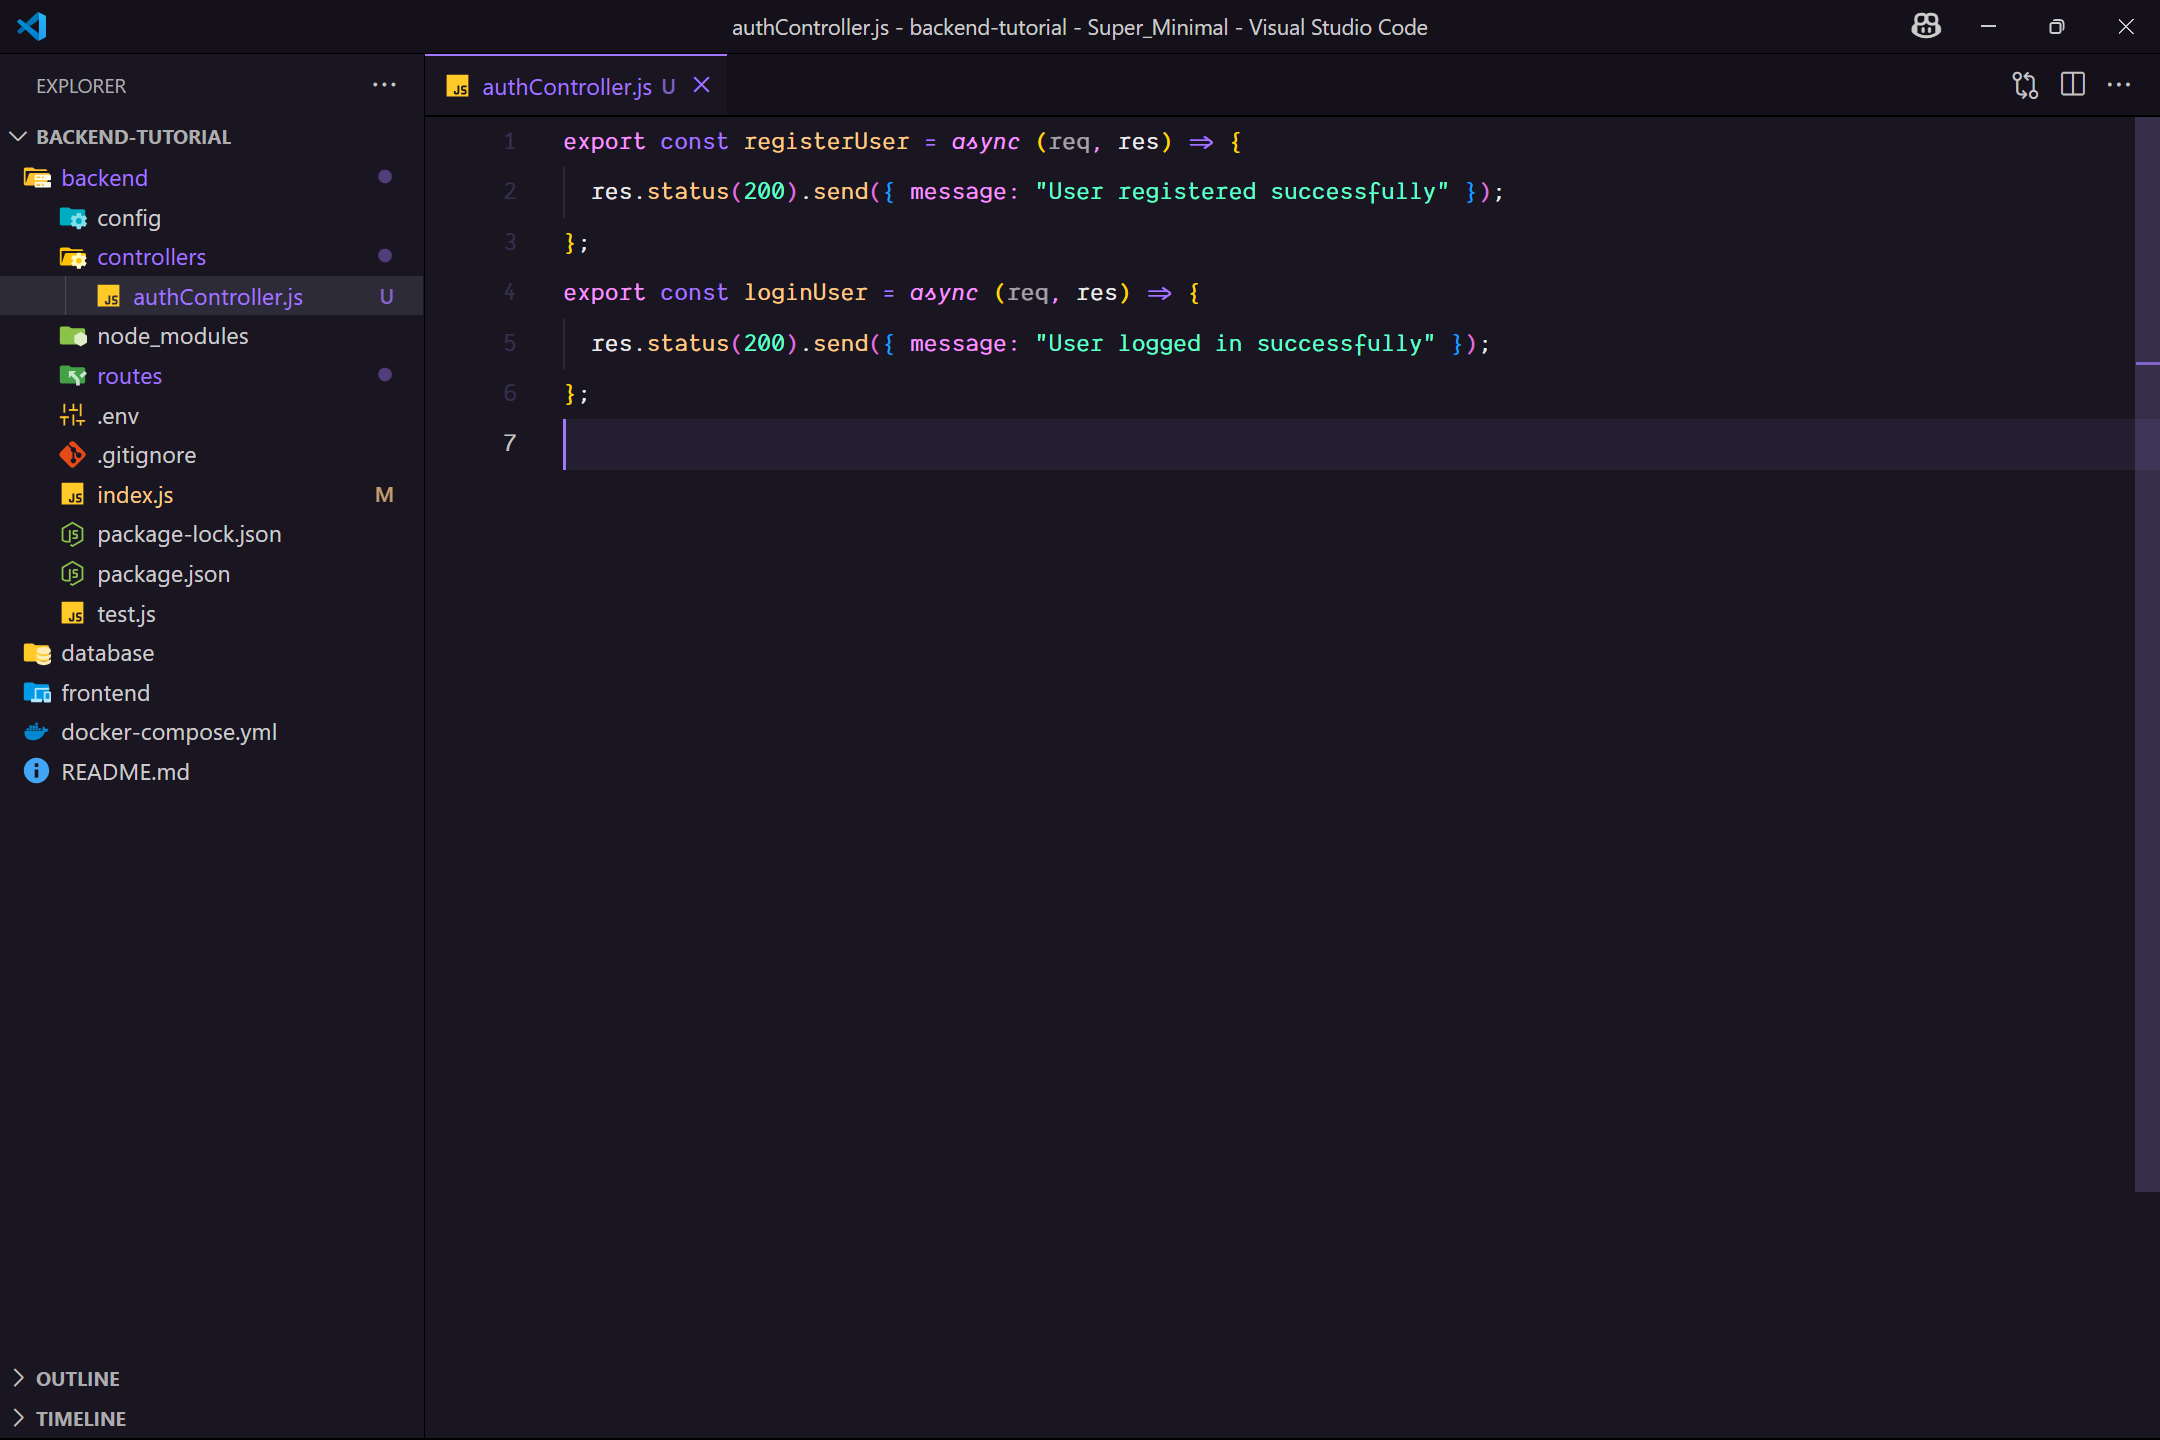 authController.js - backend-tutorial - Super_Minimal - Visual Studio Code
EXPLORER
BACKEND-TUTORIAL
backend
config
controllers
authController.js U
node_modules
routes
.env
.gitignore
index.js M
package-lock.json
package.json
test.js
database
frontend
docker-compose.yml
README.md
OUTLINE
TIMELINE
authController.js U
1 export const registerUser = async (req, res) => {
2 res.status(200).send({ message: "User registered successfully" });
3 };
4 export const loginUser = async (req, res) => {
5 res.status(200).send({ message: "User logged in successfully" });
6 };
7